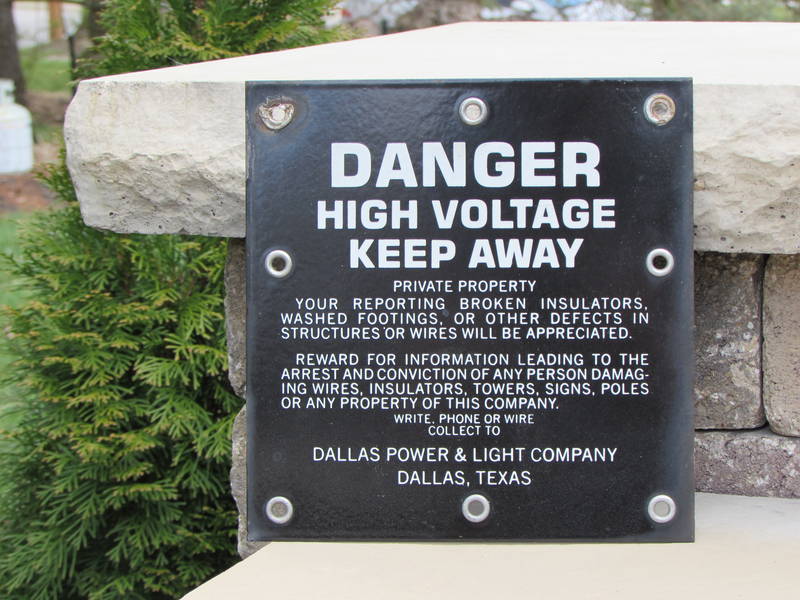 DANGER
HIGH VOLTAGE
KEEP AWAY
PRIVATE PROPERTY
YOUR REPORTING BROKEN INSULATORS,
WASHED FOOTINGS, OR OTHER DEFECTS IN
STRUCTURES OR WIRES WILL BE APPRECIATED.
REWARD FOR INFORMATION LEADING TO THE
ARREST AND CONVICTION OF ANY PERSON DAMAG-
ING WIRES, INSULATORS, TOWERS, SIGNS, POLES
OR ANY PROPERTY OF THIS COMPANY.
WRITE, PHONE OR WIRE
COLLECT TO
DALLAS POWER & LIGHT COMPANY
DALLAS, TEXAS